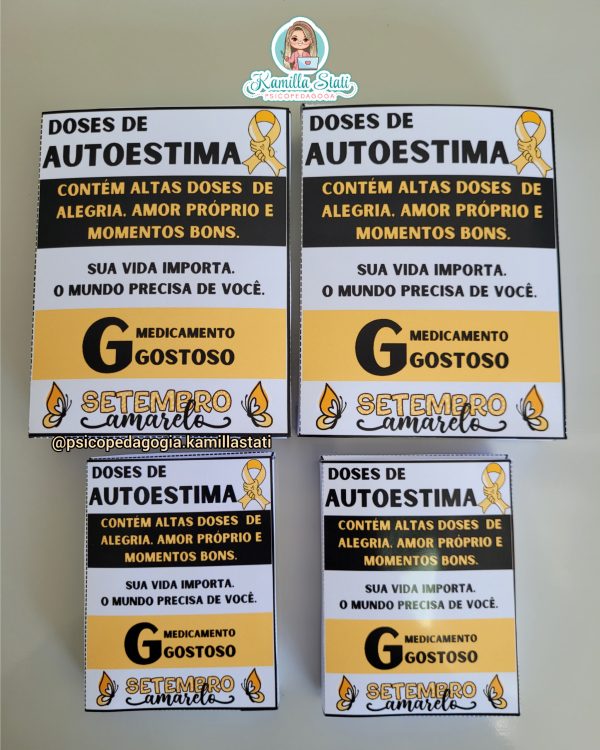 Kamilla Stati
PSICOPEDAGOGA
DOSES DE
AUTOESTIMA
CONTÉM ALTAS DOSES DE
ALEGRIA, AMOR PRÓPRIO E
MOMENTOS BONS.
SUA VIDA IMPORTA.
O MUNDO PRECISA DE VOCÊ.
G MEDICAMENTO
GOSTOSO
SETEMBRO
amarelo
DOSES DE
AUTOESTIMA
CONTÉM ALTAS DOSES DE
ALEGRIA, AMOR PRÓPRIO E
MOMENTOS BONS.
SUA VIDA IMPORTA.
O MUNDO PRECISA DE VOCÊ.
G MEDICAMENTO
GOSTOSO
SETEMBRO
amarelo
@psicopedagogia.kamillastati
DOSES DE
AUTOESTIMA
CONTÉM ALTAS DOSES DE
ALEGRIA, AMOR PRÓPRIO E
MOMENTOS BONS.
SUA VIDA IMPORTA.
O MUNDO PRECISA DE VOCÊ.
G MEDICAMENTO
GOSTOSO
SETEMBRO
amarelo
DOSES DE
AUTOESTIMA
CONTÉM ALTAS DOSES DE
ALEGRIA, AMOR PRÓPRIO E
MOMENTOS BONS.
SUA VIDA IMPORTA.
O MUNDO PRECISA DE VOCÊ.
G MEDICAMENTO
GOSTOSO
SETEMBRO
amarelo